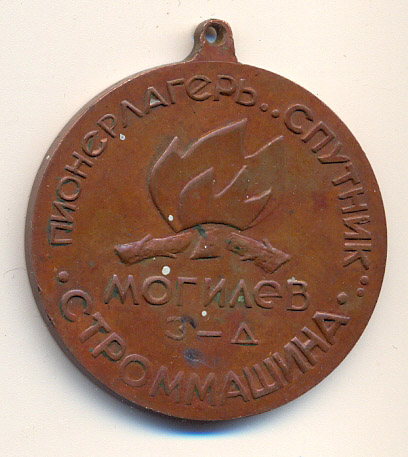 ПИОНЕРЛАГЕРЬ „СПУТНИК”
МОГИЛЕВ
З-Д
• СТРОММАШИНА •